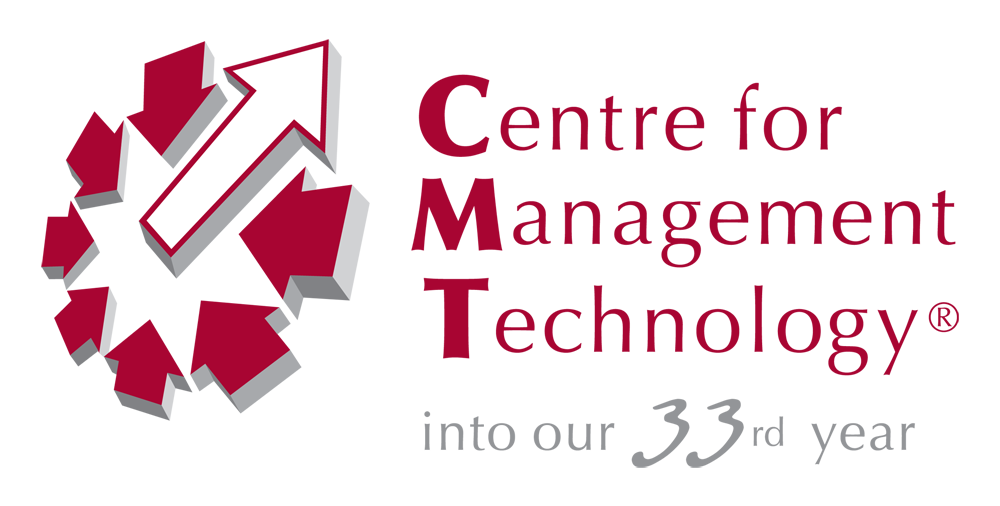 Centre for
Management
Technology®
into our 33rd year